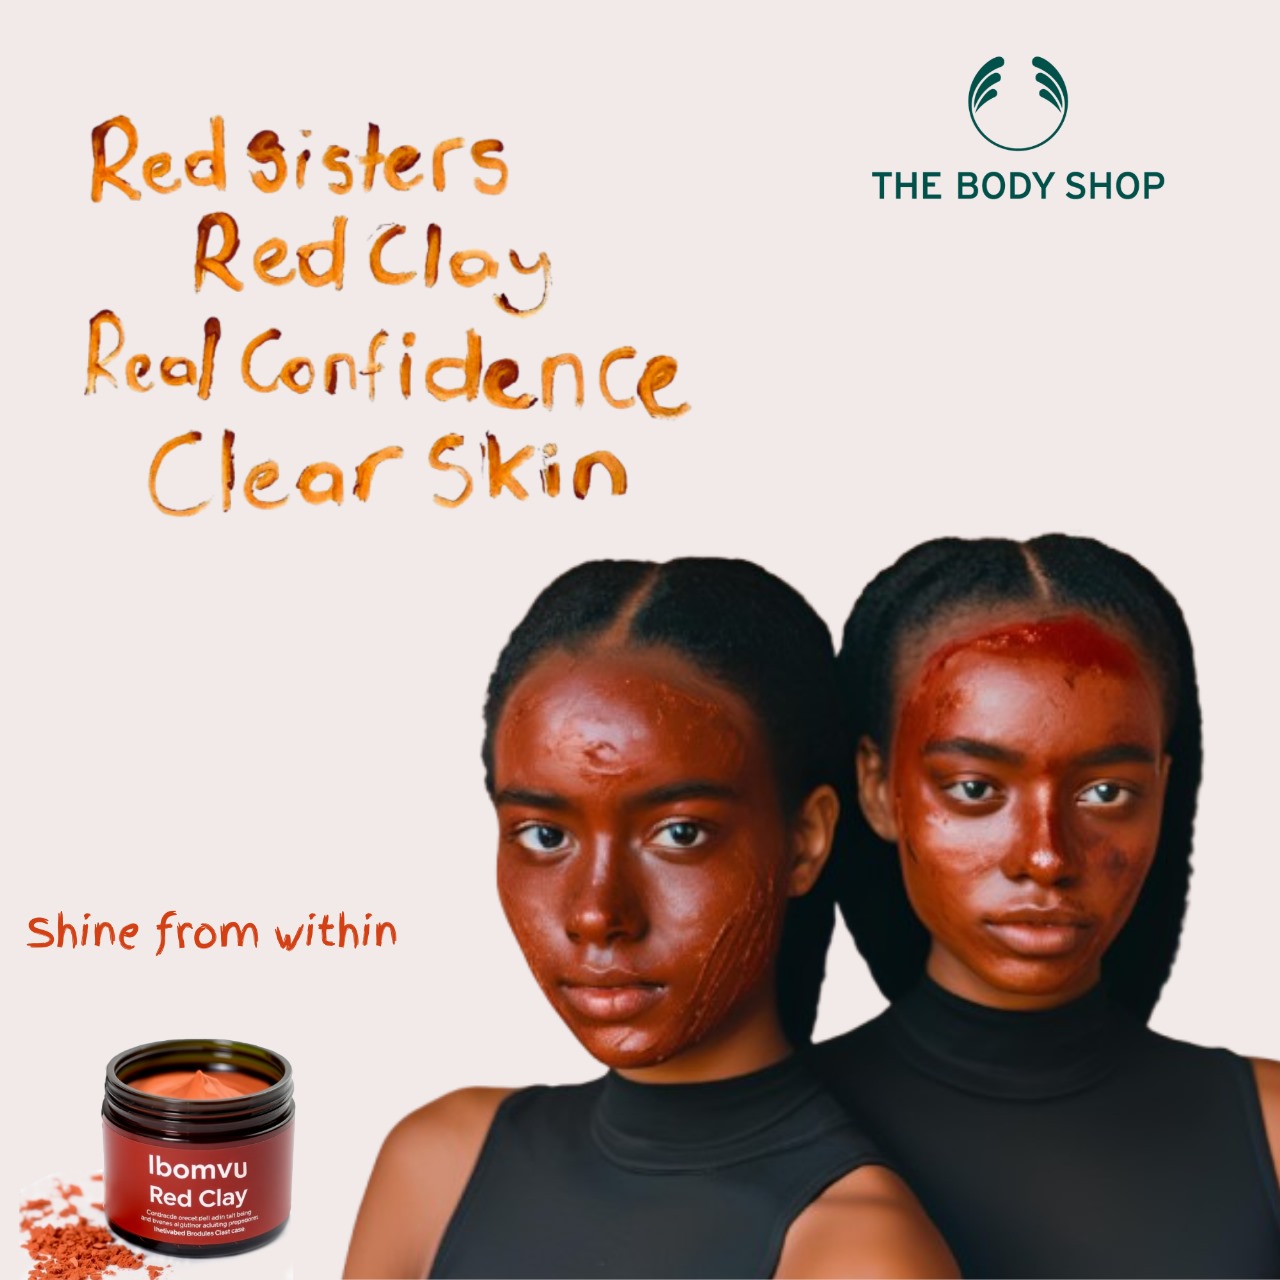 Red sisters
Red Clay
Real Confidence
Clear Skin
THE BODY SHOP
Shine from within
Ibomvu
Red Clay